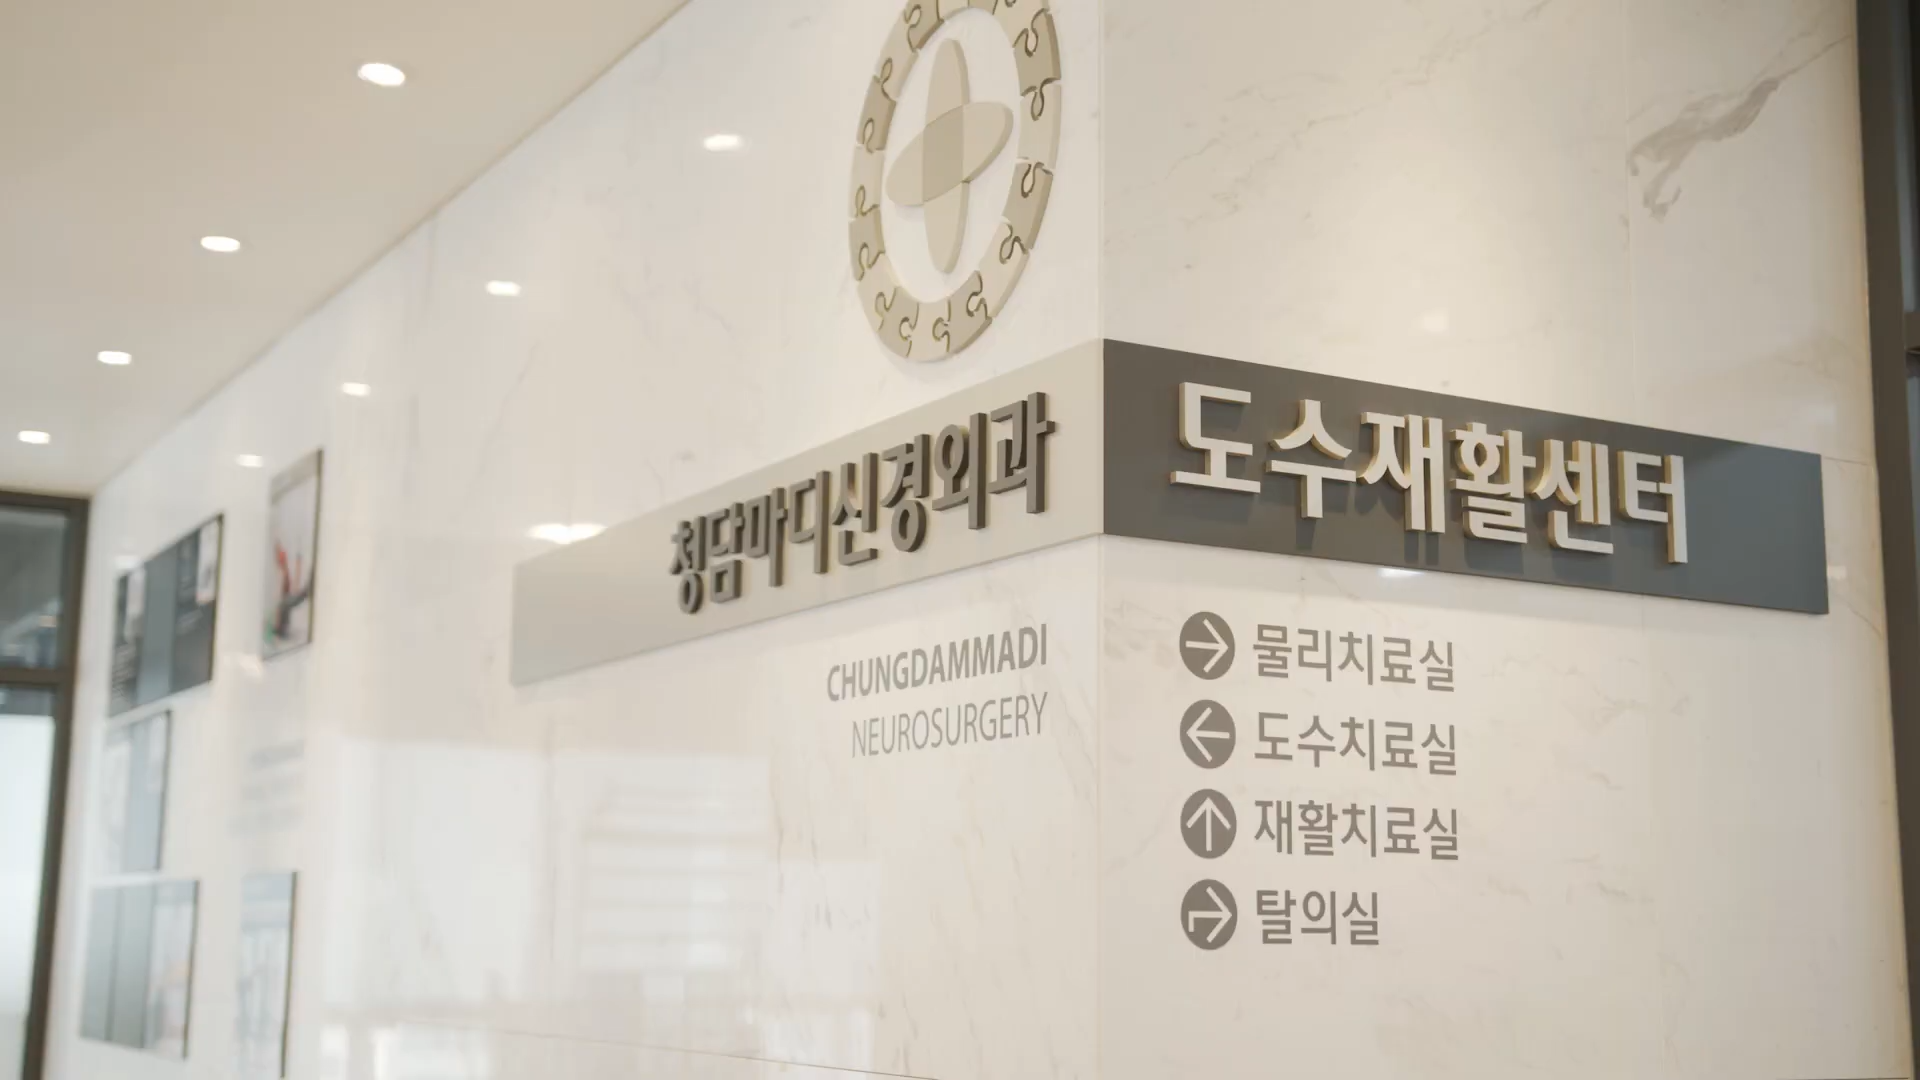 청담마디신경외과
CHUNGDAMMADI
NEUROSURGERY
도수재활센터
물리치료실
도수치료실
재활치료실
탈의실